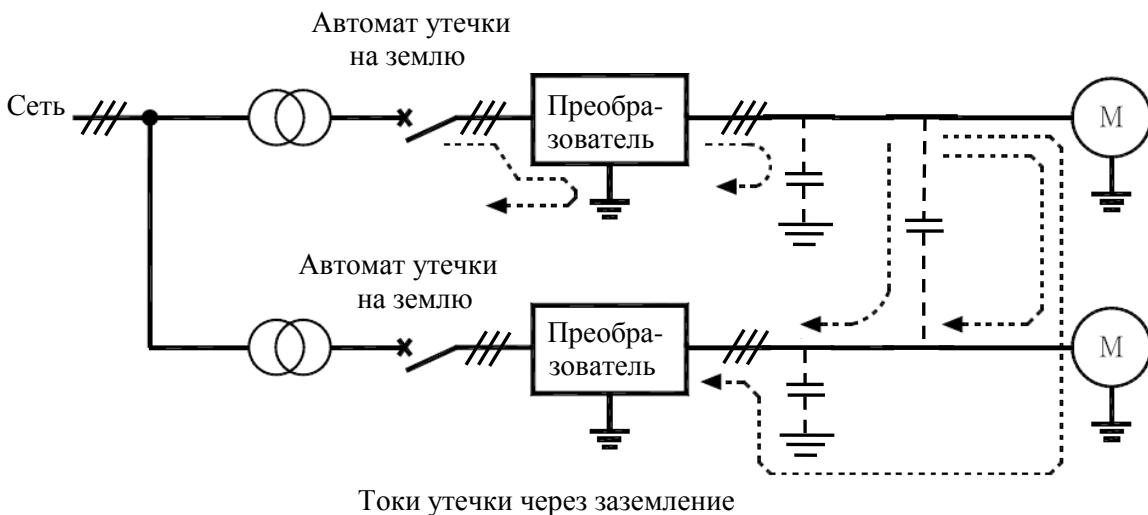 Автомат утечки
на землю
Сеть
Преобра-
зователь
М
Автомат утечки
на землю
Преобра-
зователь
М
Токи утечки через заземление